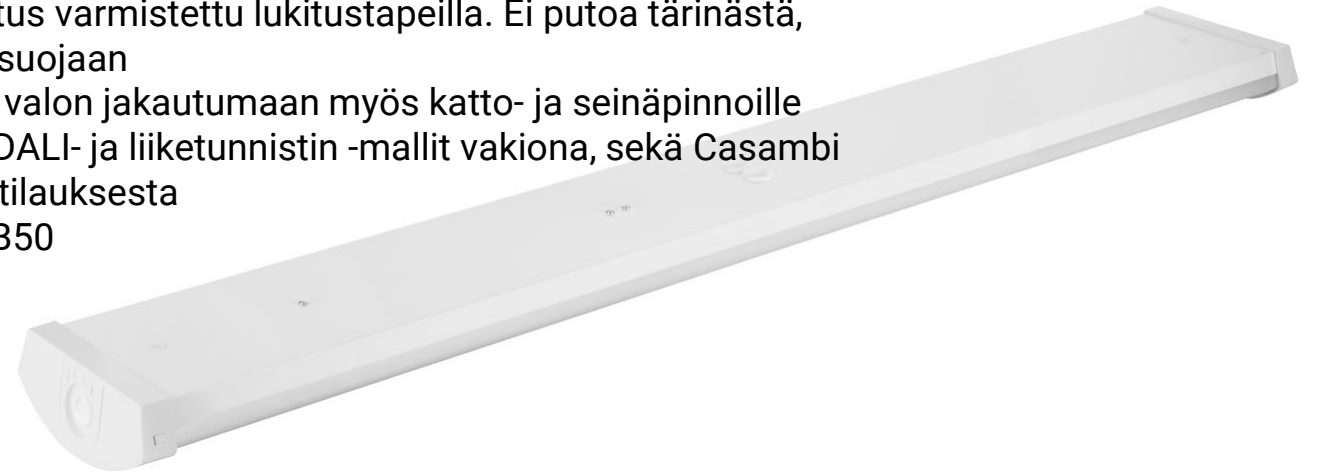 tus varmistettu lukitustapeilla. Ei putoa tärinästä,
suojaan
valon jakautumaan myös katto- ja seinäpinnoille
DALI- ja liiketunnistin -mallit vakiona, sekä Casambi
tilauksesta
350